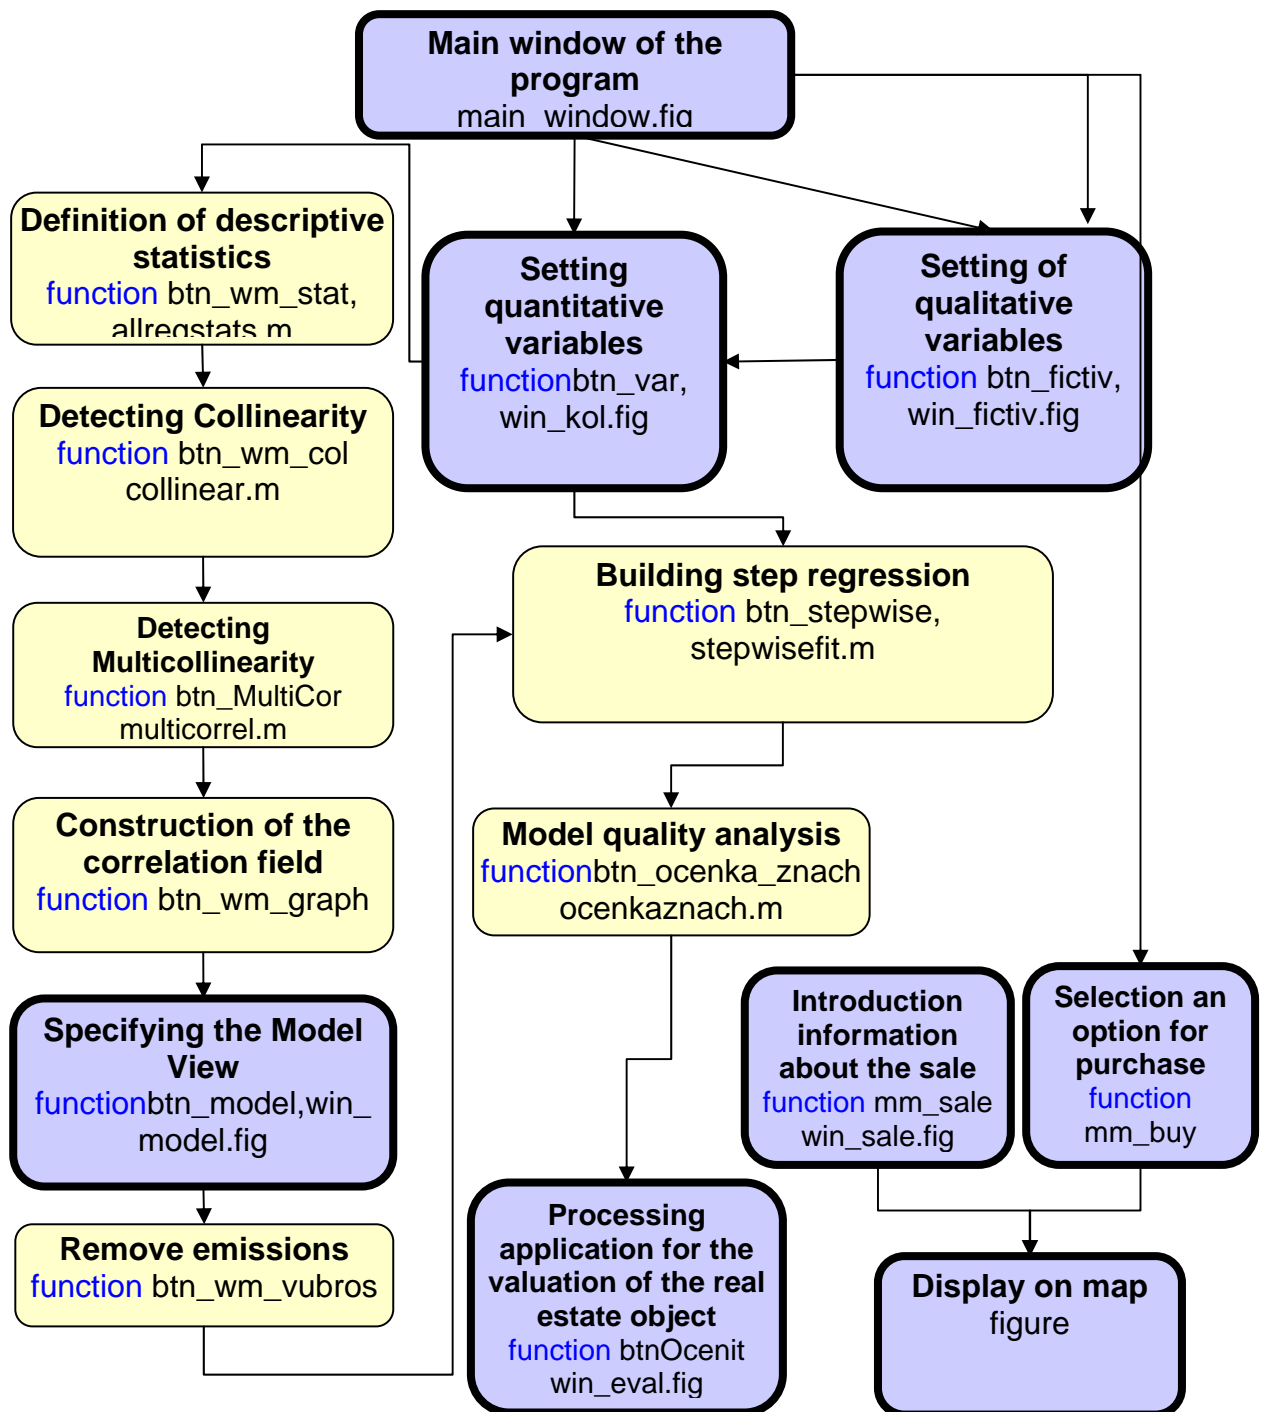 Main window of the
program
main_window.fig
Definition of descriptive
statistics
function btn_wm_stat,
allregstats.m
Setting
quantitative
variables
functionbtn_var,
win_kol.fig
Setting of
qualitative
variables
function btn_fictiv,
win_fictiv.fig
Detecting Collinearity
function btn_wm_col
collinear.m
Building step regression
function btn_stepwise,
stepwisefit.m
Detecting
Multicollinearity
function btn_MultiCor
multicorrel.m
Construction of the
correlation field
function btn_wm_graph
Model quality analysis
functionbtn_ocenka_znach
ocenkaznach.m
Specifying the Model
View
functionbtn_model,win_
model.fig
Introduction
information
about the sale
function mm_sale
win_sale.fig
Selection an
option for
purchase
function
mm_buy
Remove emissions
function btn_wm_vubros
Processing
application for the
valuation of the real
estate object
function btnOcenit
win_eval.fig
Display on map
figure